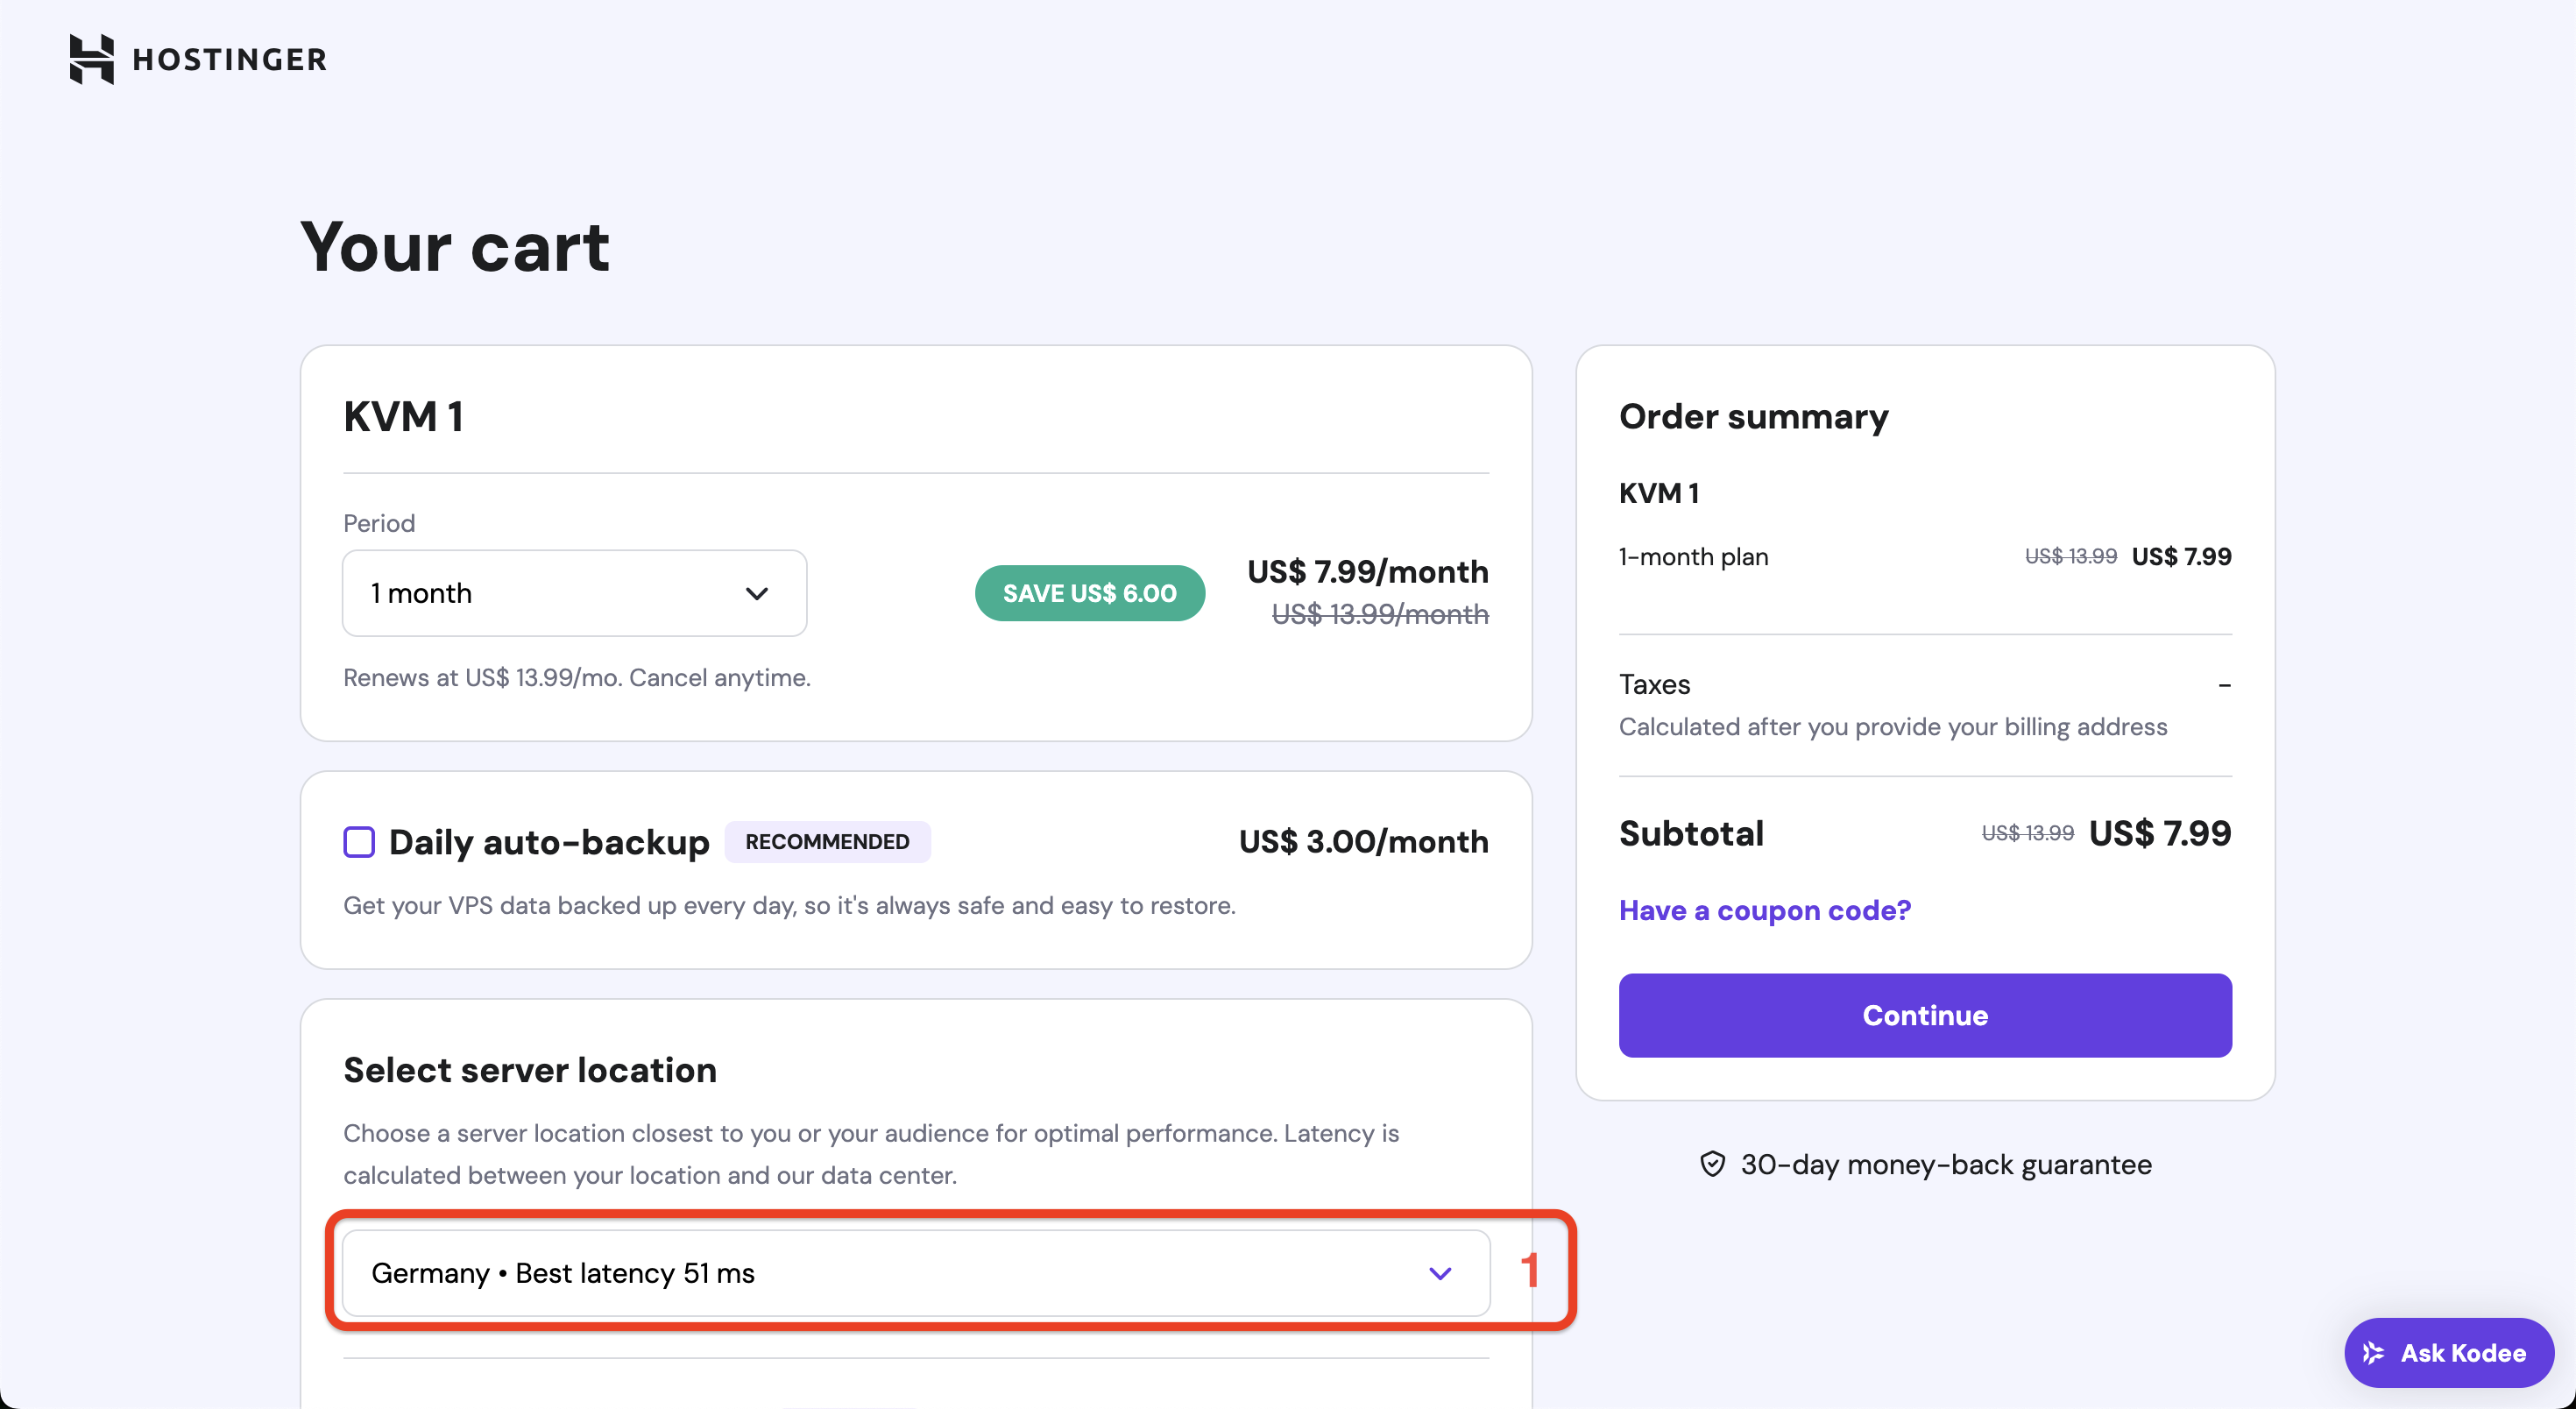 HOSTINGER
Your cart
KVM 1
Period
1 month
SAVE US$ 6.00
US$ 7.99/month
US$ 13.99/month
Renews at US$ 13.99/mo. Cancel anytime.
Daily auto-backup
RECOMMENDED
US$ 3.00/month
Get your VPS data backed up every day, so it's always safe and easy to restore.
Select server location
Choose a server location closest to you or your audience for optimal performance. Latency is
calculated between your location and our data center.
Germany • Best latency 51 ms
1
Order summary
KVM 1
1-month plan US$ 13.99 US$ 7.99
Taxes –
Calculated after you provide your billing address
Subtotal US$ 13.99 US$ 7.99
Have a coupon code?
Continue
30-day money-back guarantee
Ask Kodee